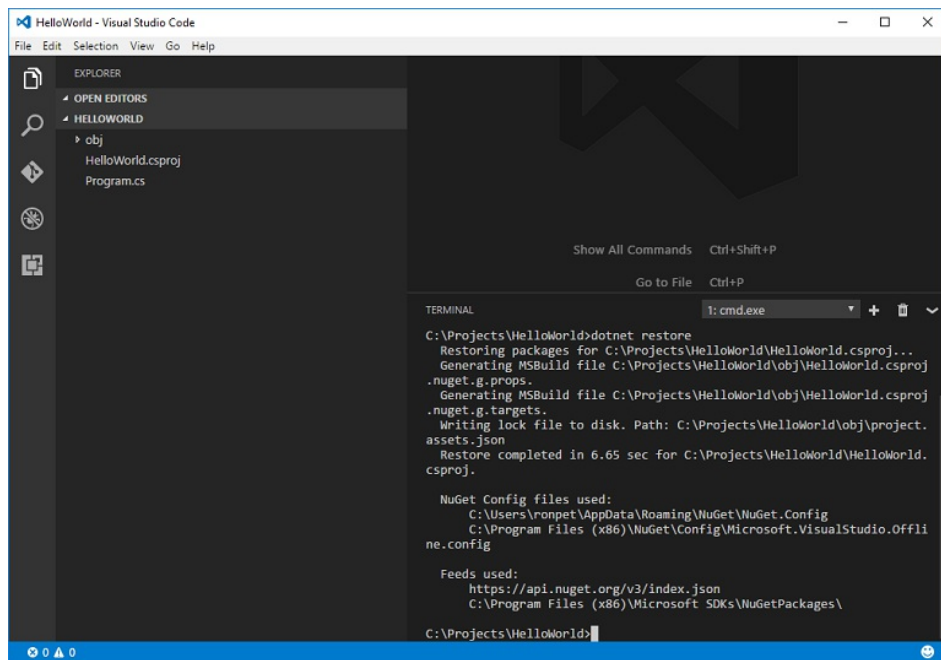 HelloWorld - Visual Studio Code
File Edit Selection View Go Help
EXPLORER
OPEN EDITORS
HELLOWORLD
obj
HelloWorld.csproj
Program.cs
Show All Commands Ctrl+Shift+P
Go to File Ctrl+P
TERMINAL
1: cmd.exe
C:\Projects\HelloWorld>dotnet restore
Restoring packages for C:\Projects\HelloWorld\HelloWorld.csproj...
Generating MSBuild file C:\Projects\HelloWorld\obj\HelloWorld.csproj
.nuget.g.props.
Generating MSBuild file C:\Projects\HelloWorld\obj\HelloWorld.csproj
.nuget.g.targets.
Writing lock file to disk. Path: C:\Projects\HelloWorld\obj\project.
assets.json
Restore completed in 6.65 sec for C:\Projects\HelloWorld\HelloWorld.
csproj.
NuGet Config files used:
C:\Users\ronpet\AppData\Roaming\NuGet\NuGet.Config
C:\Program Files (x86)\NuGet\Config\Microsoft.VisualStudio.Offli
ne.config
Feeds used:
https://api.nuget.org/v3/index.json
C:\Program Files (x86)\Microsoft SDKs\NuGetPackages\
C:\Projects\HelloWorld>
0 0